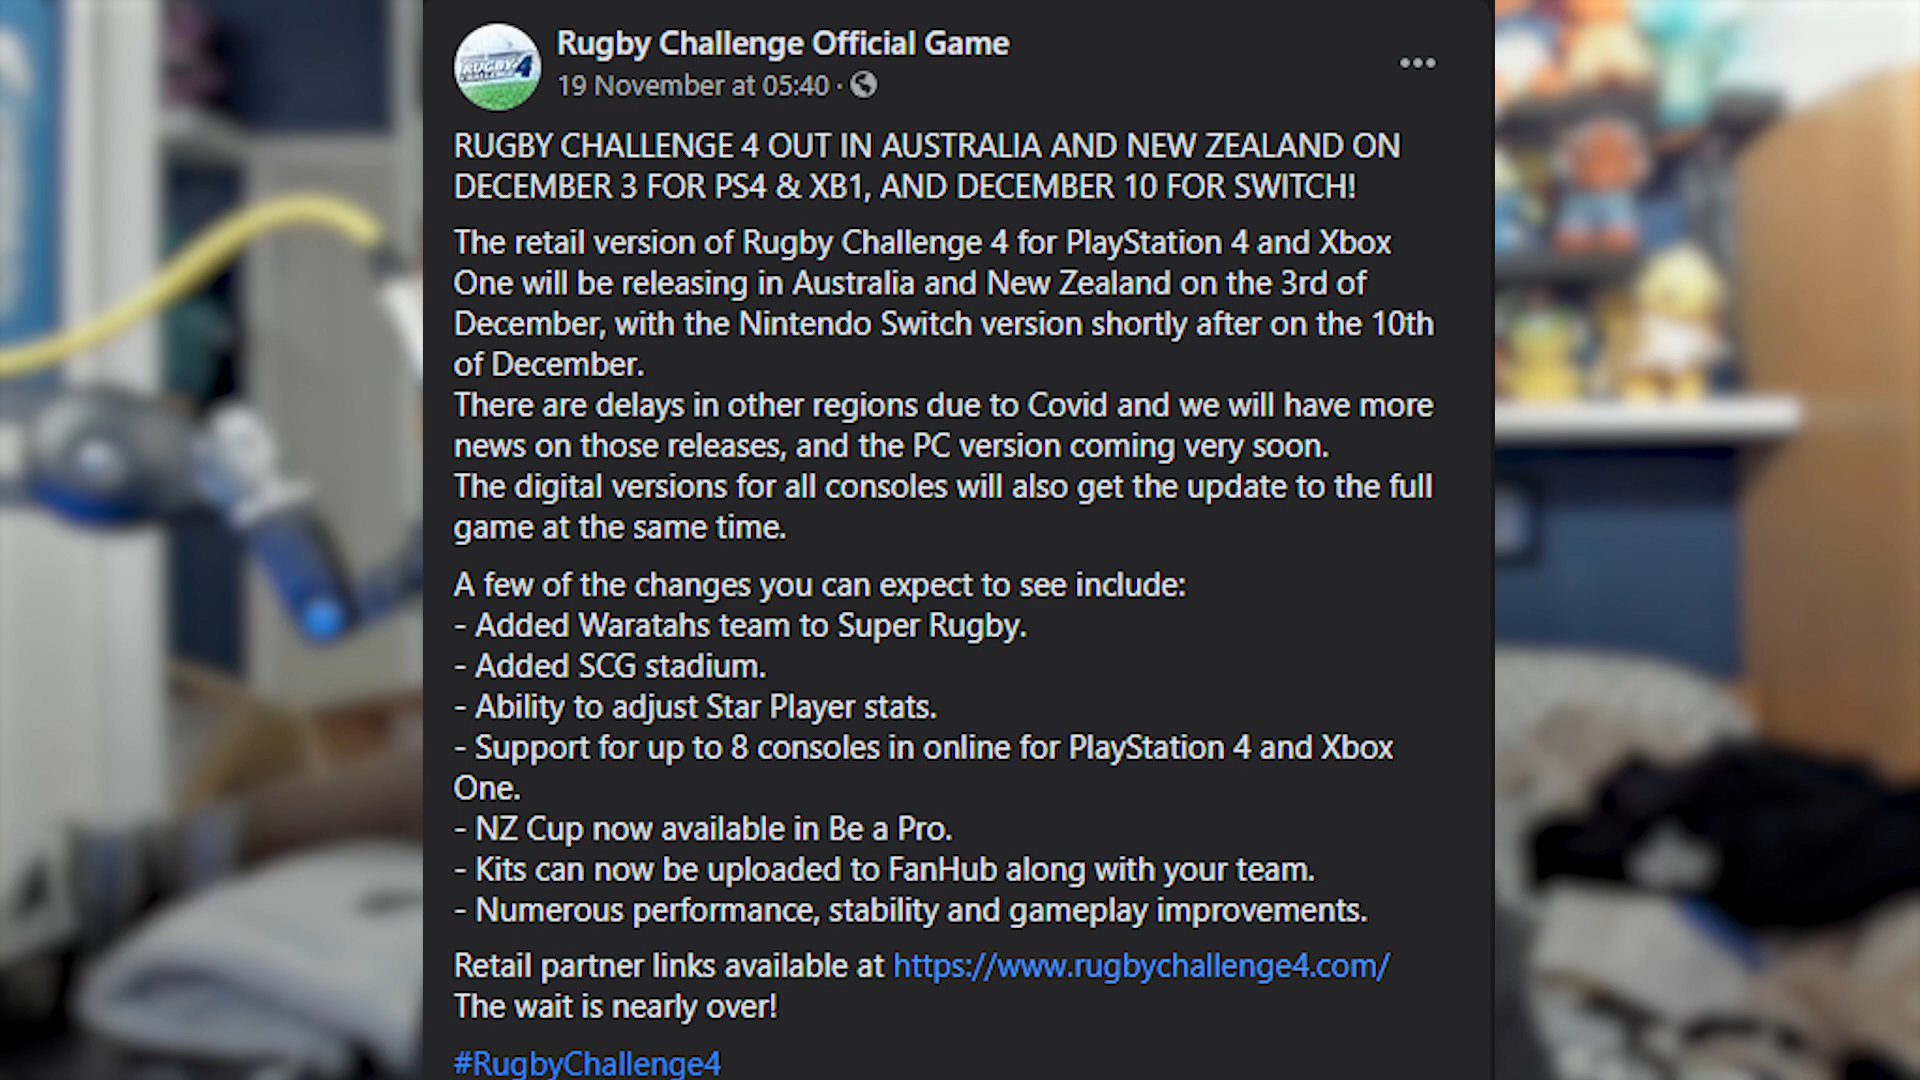 Rugby Challenge Official Game
19 November at 05:40 ·
RUGBY CHALLENGE 4
RUGBY CHALLENGE 4 OUT IN AUSTRALIA AND NEW ZEALAND ON
DECEMBER 3 FOR PS4 & XB1, AND DECEMBER 10 FOR SWITCH!
The retail version of Rugby Challenge 4 for PlayStation 4 and Xbox
One will be releasing in Australia and New Zealand on the 3rd of
December, with the Nintendo Switch version shortly after on the 10th
of December.
There are delays in other regions due to Covid and we will have more
news on those releases, and the PC version coming very soon.
The digital versions for all consoles will also get the update to the full
game at the same time.
A few of the changes you can expect to see include:
- Added Waratahs team to Super Rugby.
- Added SCG stadium.
- Ability to adjust Star Player stats.
- Support for up to 8 consoles in online for PlayStation 4 and Xbox
One.
- NZ Cup now available in Be a Pro.
- Kits can now be uploaded to FanHub along with your team.
- Numerous performance, stability and gameplay improvements.
Retail partner links available at https://www.rugbychallenge4.com/
The wait is nearly over!
#RugbyChallenge4